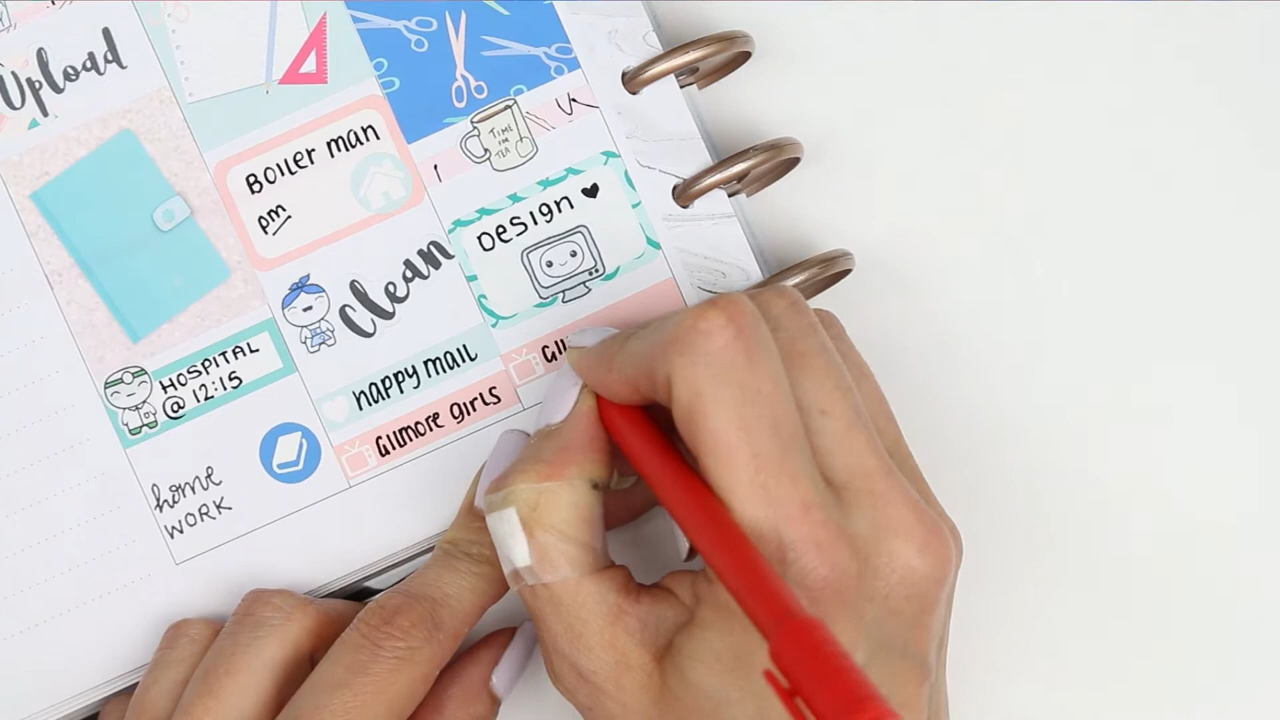 Upload
HOSPITAL
@ 12:15
home
WORK
BOILER man
pm
Clean
happy mail
GILMORE GIRLS
TIME
FOR
TEA
DESIGN